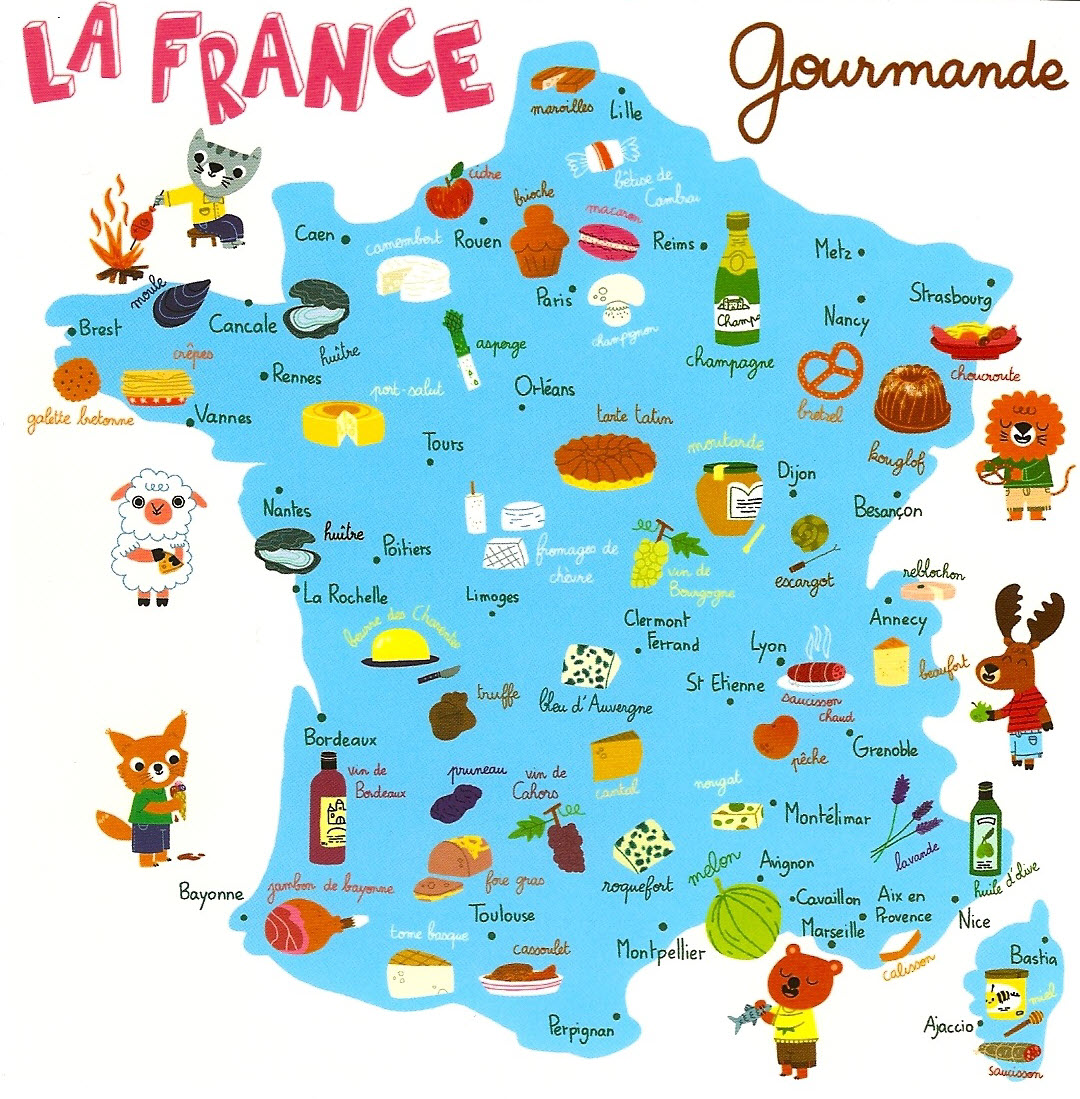 LA FRANCE
Gourmande
maroilles
Lille
bêtise de
Cambrai
cidre
brioche
macaron
Caen
camembert
Rouen
Reims
Metz
moule
Paris
champignon
Champa
champagne
Nancy
Strasbourg
Brest
Cancale
huître
asperge
choucroute
crêpes
Rennes
port-salut
Orléans
bretzel
galette bretonne
Vannes
tarte tatin
kouglof
Tours
moutarde
Dijon
Besançon
Nantes
huître
Poitiers
fromages de
chèvre
vin de
Bourgogne
escargot
reblochon
La Rochelle
Limoges
Clermont
Ferrand
Annecy
beurre des Charentes
Lyon
beaufort
truffe
bleu d'Auvergne
St Etienne
saucisson
chaud
Bordeaux
pêche
Grenoble
vin de
Bordeaux
pruneau
vin de
Cahors
cantal
nougat
Montélimar
lavande
foie gras
roquefort
melon
Avignon
huile d'olive
Bayonne
jambon de bayonne
Cavaillon
Aix en
Provence
Toulouse
Marseille
Nice
tome basque
cassoulet
Montpellier
calisson
Bastia
miel
Perpignan
Ajaccio
saucisson